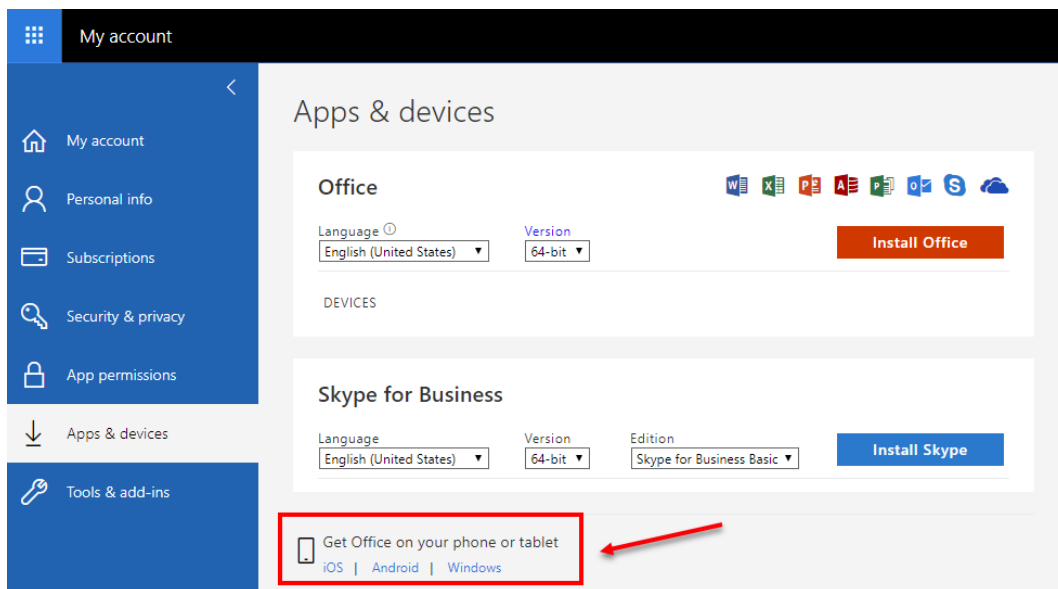 My account
Apps & devices
My account
Personal info
Subscriptions
Security & privacy
App permissions
Apps & devices
Tools & add-ins
Office
Language Version
English (United States) 64-bit Install Office
DEVICES
Skype for Business
Language Version Edition
English (United States) 64-bit Skype for Business Basic Install Skype
Get Office on your phone or tablet
iOS | Android | Windows